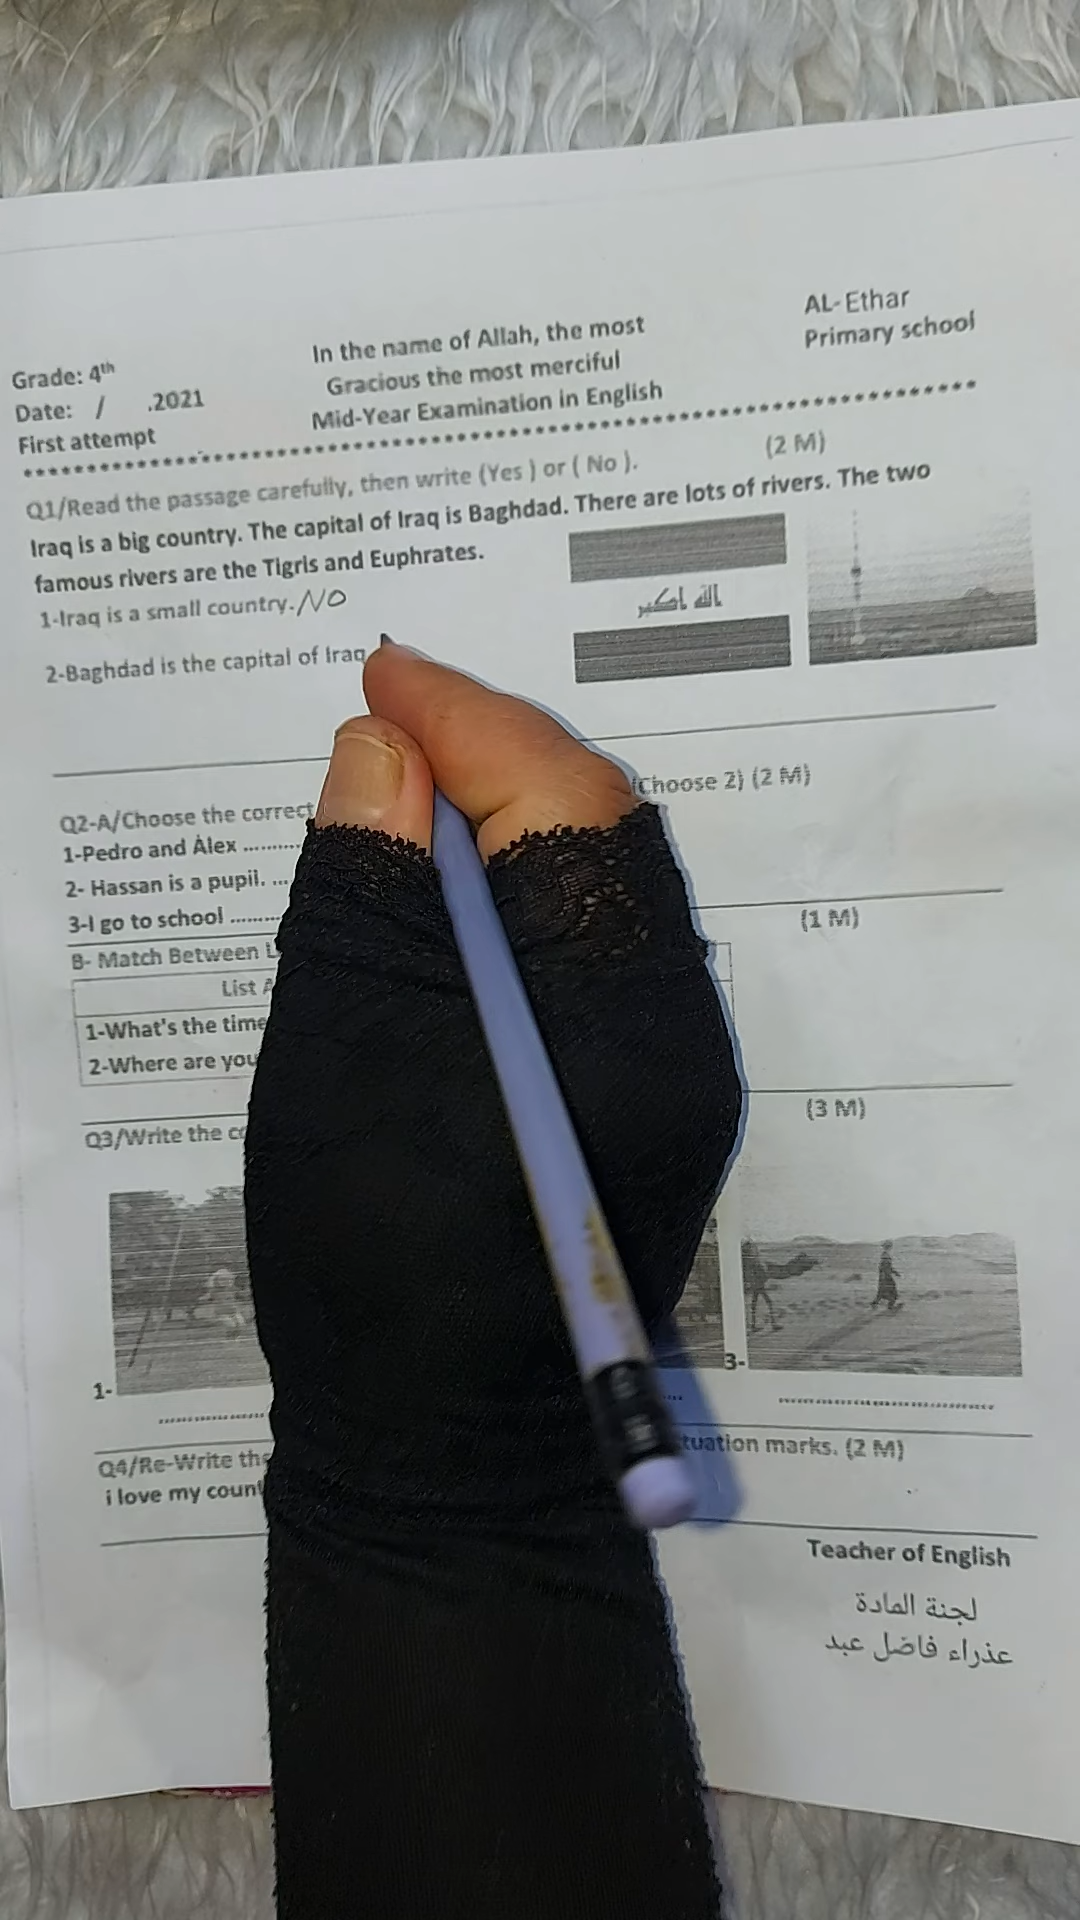 AL-Ethar
Primary school
In the name of Allah, the most
Gracious the most merciful
Mid-Year Examination in English
Grade: 4th
Date:   /   .2021
First attempt
Q1/Read the passage carefully, then write (Yes ) or ( No ). (2 M)
Iraq is a big country. The capital of Iraq is Baghdad. There are lots of rivers. The two
famous rivers are the Tigris and Euphrates.
1-Iraq is a small country. NO
الله اكبر
2-Baghdad is the capital of Iraq
Q2-A/Choose the correct (Choose 2) (2 M)
1-Pedro and Alex ..........
2- Hassan is a pupil. ...
3-I go to school ........
B- Match Between (1 M)
List
1-What's the time
2-Where are you
Q3/Write the (3 M)
1-
3-
Q4/Re-Write the marks. (2 M)
i love my
Teacher of English
لجنة المادة
عذراء فاضل عبد